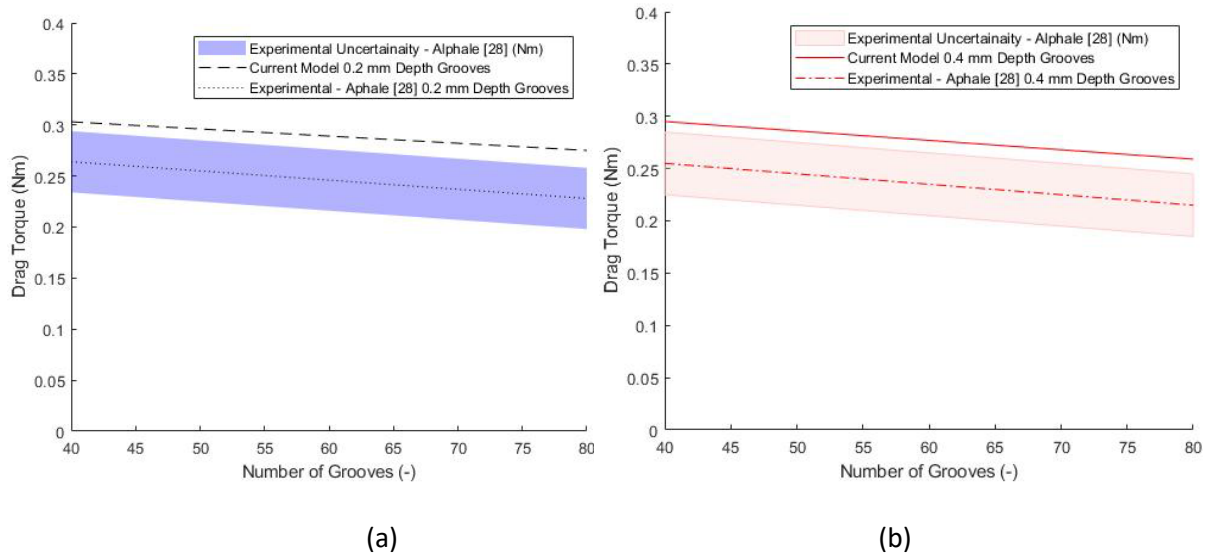 0.4
0.35
0.3
0.25
0.2
0.15
0.1
0.05
0
Drag Torque (Nm)
Experimental Uncertainity - Alphale [28] (Nm)
Current Model 0.2 mm Depth Grooves
Experimental - Aphale [28] 0.2 mm Depth Grooves
40 45 50 55 60 65 70 75 80
Number of Grooves (-)
(a)
0.4
0.35
0.3
0.25
0.2
0.15
0.1
0.05
0
Drag Torque (Nm)
Experimental Uncertainity - Alphale [28] (Nm)
Current Model 0.4 mm Depth Grooves
Experimental - Aphale [28] 0.4 mm Depth Grooves
40 45 50 55 60 65 70 75 80
Number of Grooves (-)
(b)